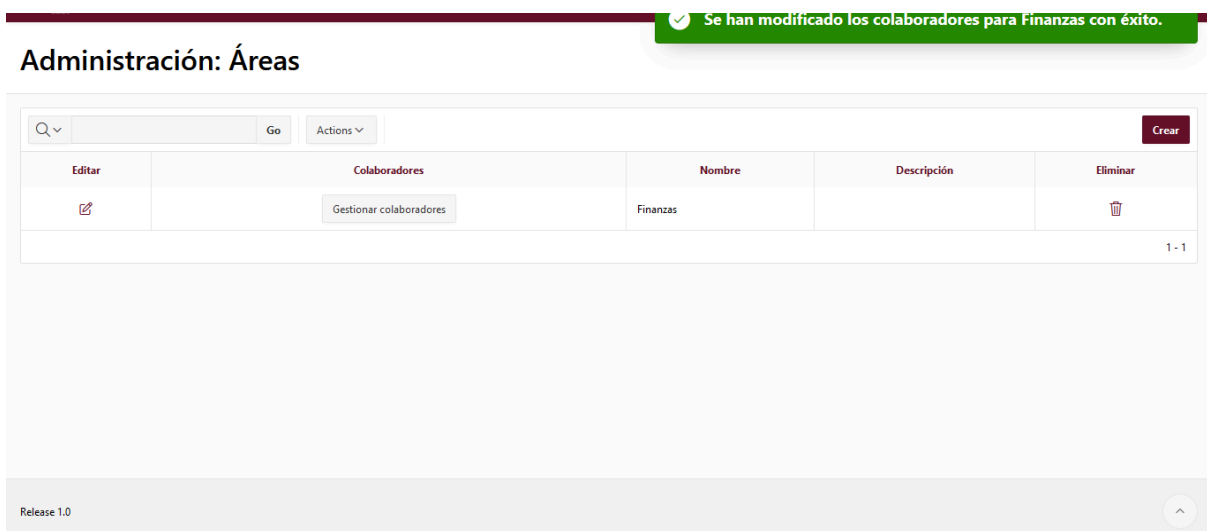 Se han modificado los colaboradores para Finanzas con éxito.
Administración: Áreas
Go Actions Crear
Editar Colaboradores Nombre Descripción Eliminar
Gestionar colaboradores Finanzas
1 - 1
Release 1.0